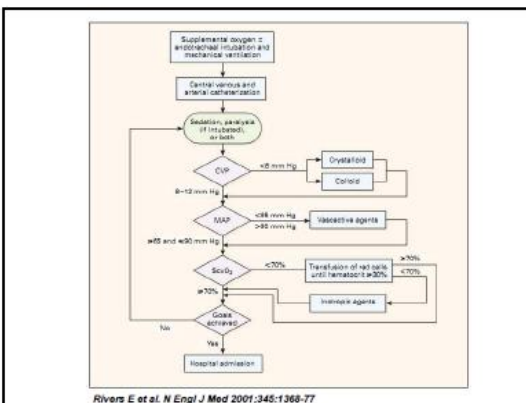 Supplemental oxygen ±
endotracheal intubation and
mechanical ventilation
Central venous and
arterial catheterization
Sedation, paralysis
(if intubated),
or both
CVP
<8 mm Hg
Crystalloid
Colloid
8–12 mm Hg
MAP
<65 mm Hg
>90 mm Hg
Vasoactive agents
≥65 and ≤90 mm Hg
ScvO₂
<70%
Transfusion of red cells
until hematocrit ≥30%
≥70%
<70%
≥70%
Inotropic agents
Goals
achieved
No
Yes
Hospital admission
Rivers E et al. N Engl J Med 2001;345:1368-77